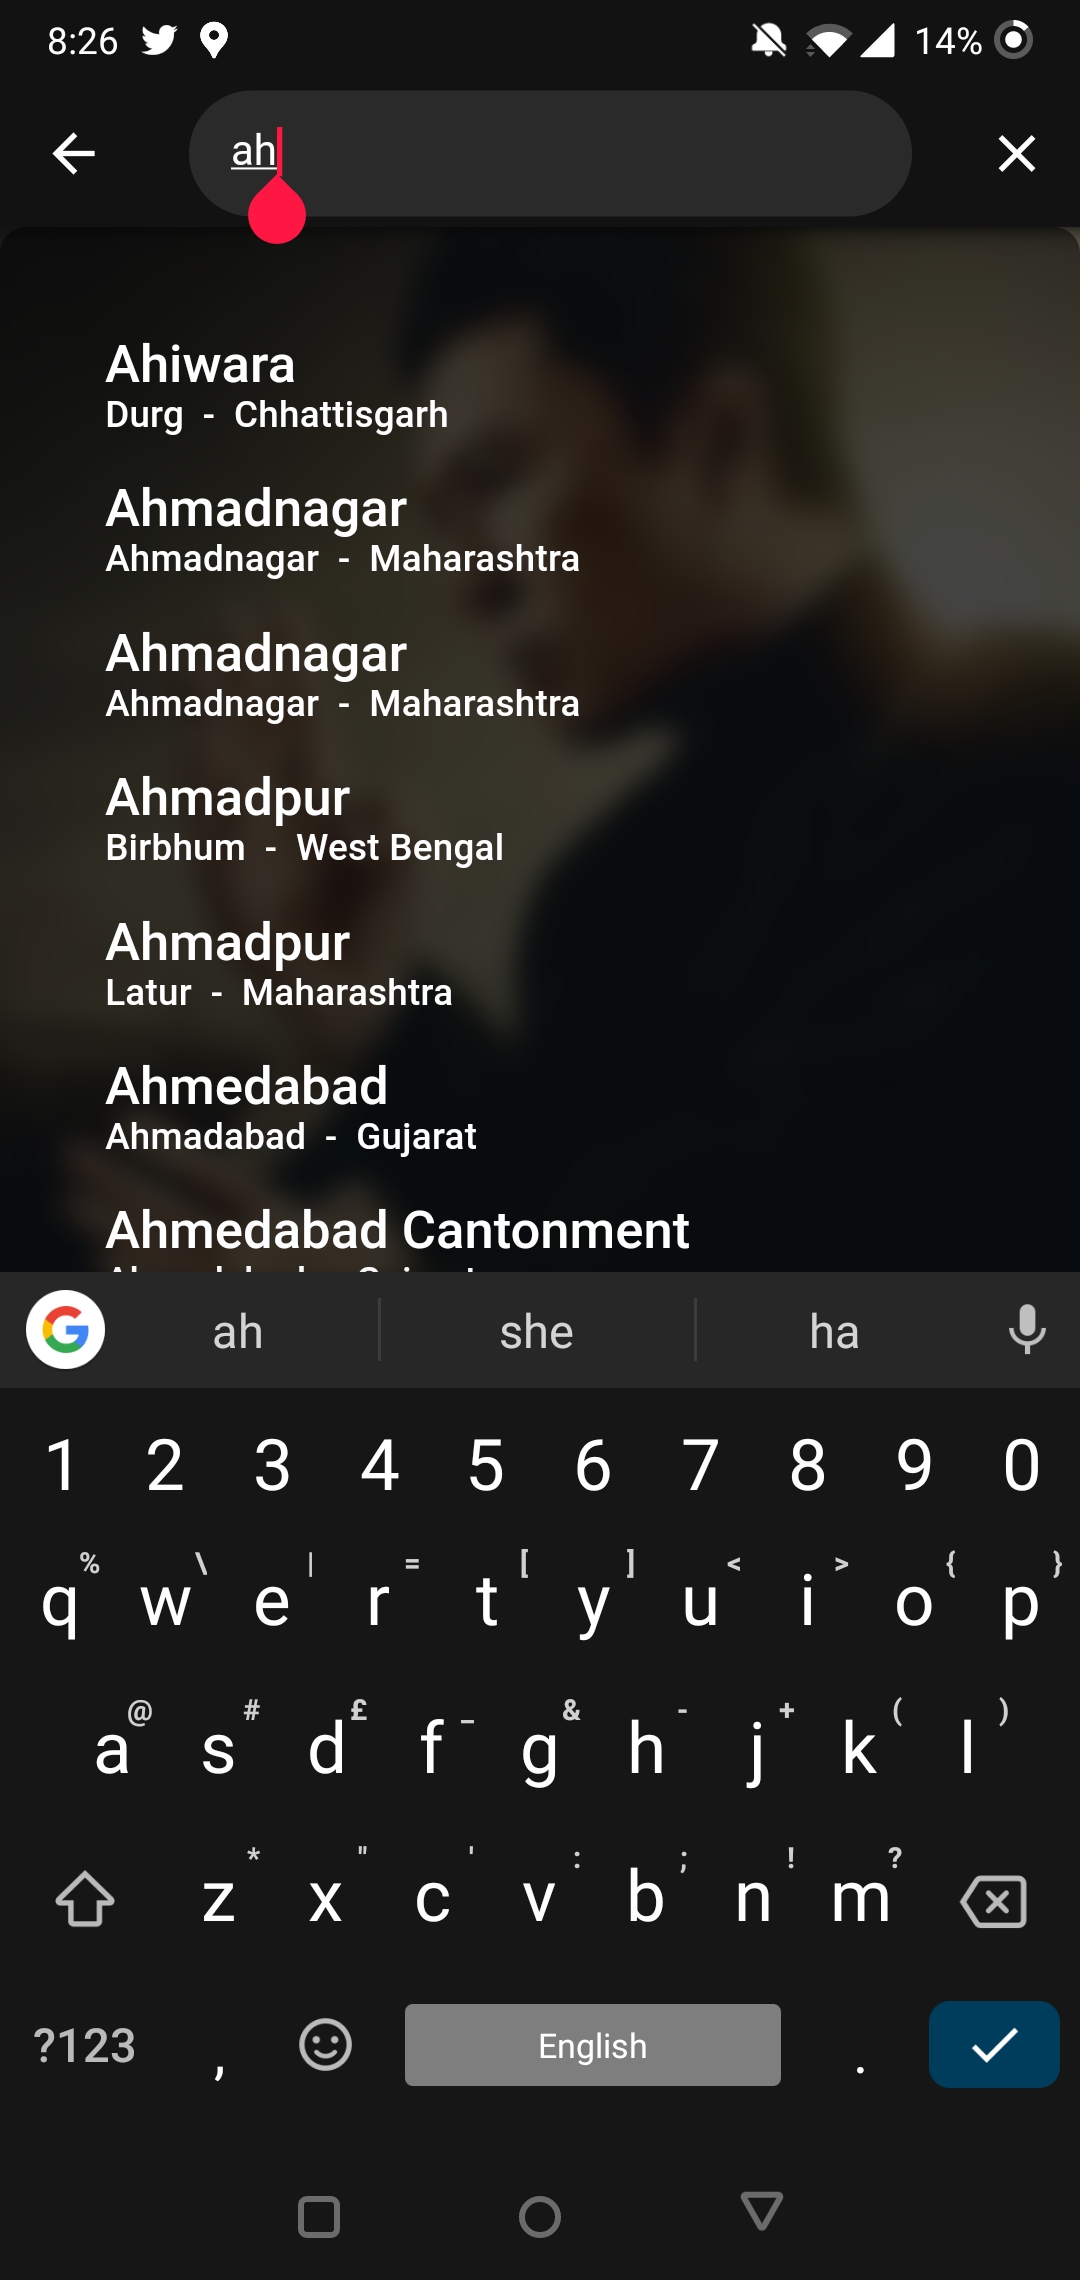 8:26 14%
ah
Ahiwara
Durg - Chhattisgarh
Ahmadnagar
Ahmadnagar - Maharashtra
Ahmadnagar
Ahmadnagar - Maharashtra
Ahmadpur
Birbhum - West Bengal
Ahmadpur
Latur - Maharashtra
Ahmedabad
Ahmadabad - Gujarat
Ahmedabad Cantonment
ah she ha
1 2 3 4 5 6 7 8 9 0
% \ | = [ ] < > { }
q w e r t y u i o p
@ # £ _ & - + ( )
a s d f g h j k l
* " ' : ; ! ?
z x c v b n m
?123 , English .